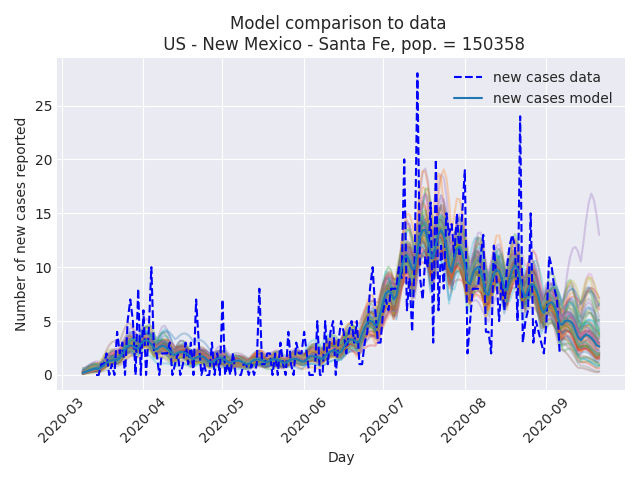 Model comparison to data
US - New Mexico - Santa Fe, pop. = 150358
new cases data
new cases model
Number of new cases reported
25
20
15
10
5
0
2020-03
2020-04
2020-05
2020-06
2020-07
2020-08
2020-09
Day